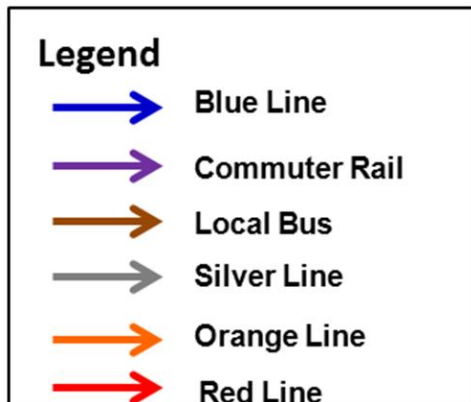 Legend
Blue Line
Commuter Rail
Local Bus
Silver Line
Orange Line
Red Line